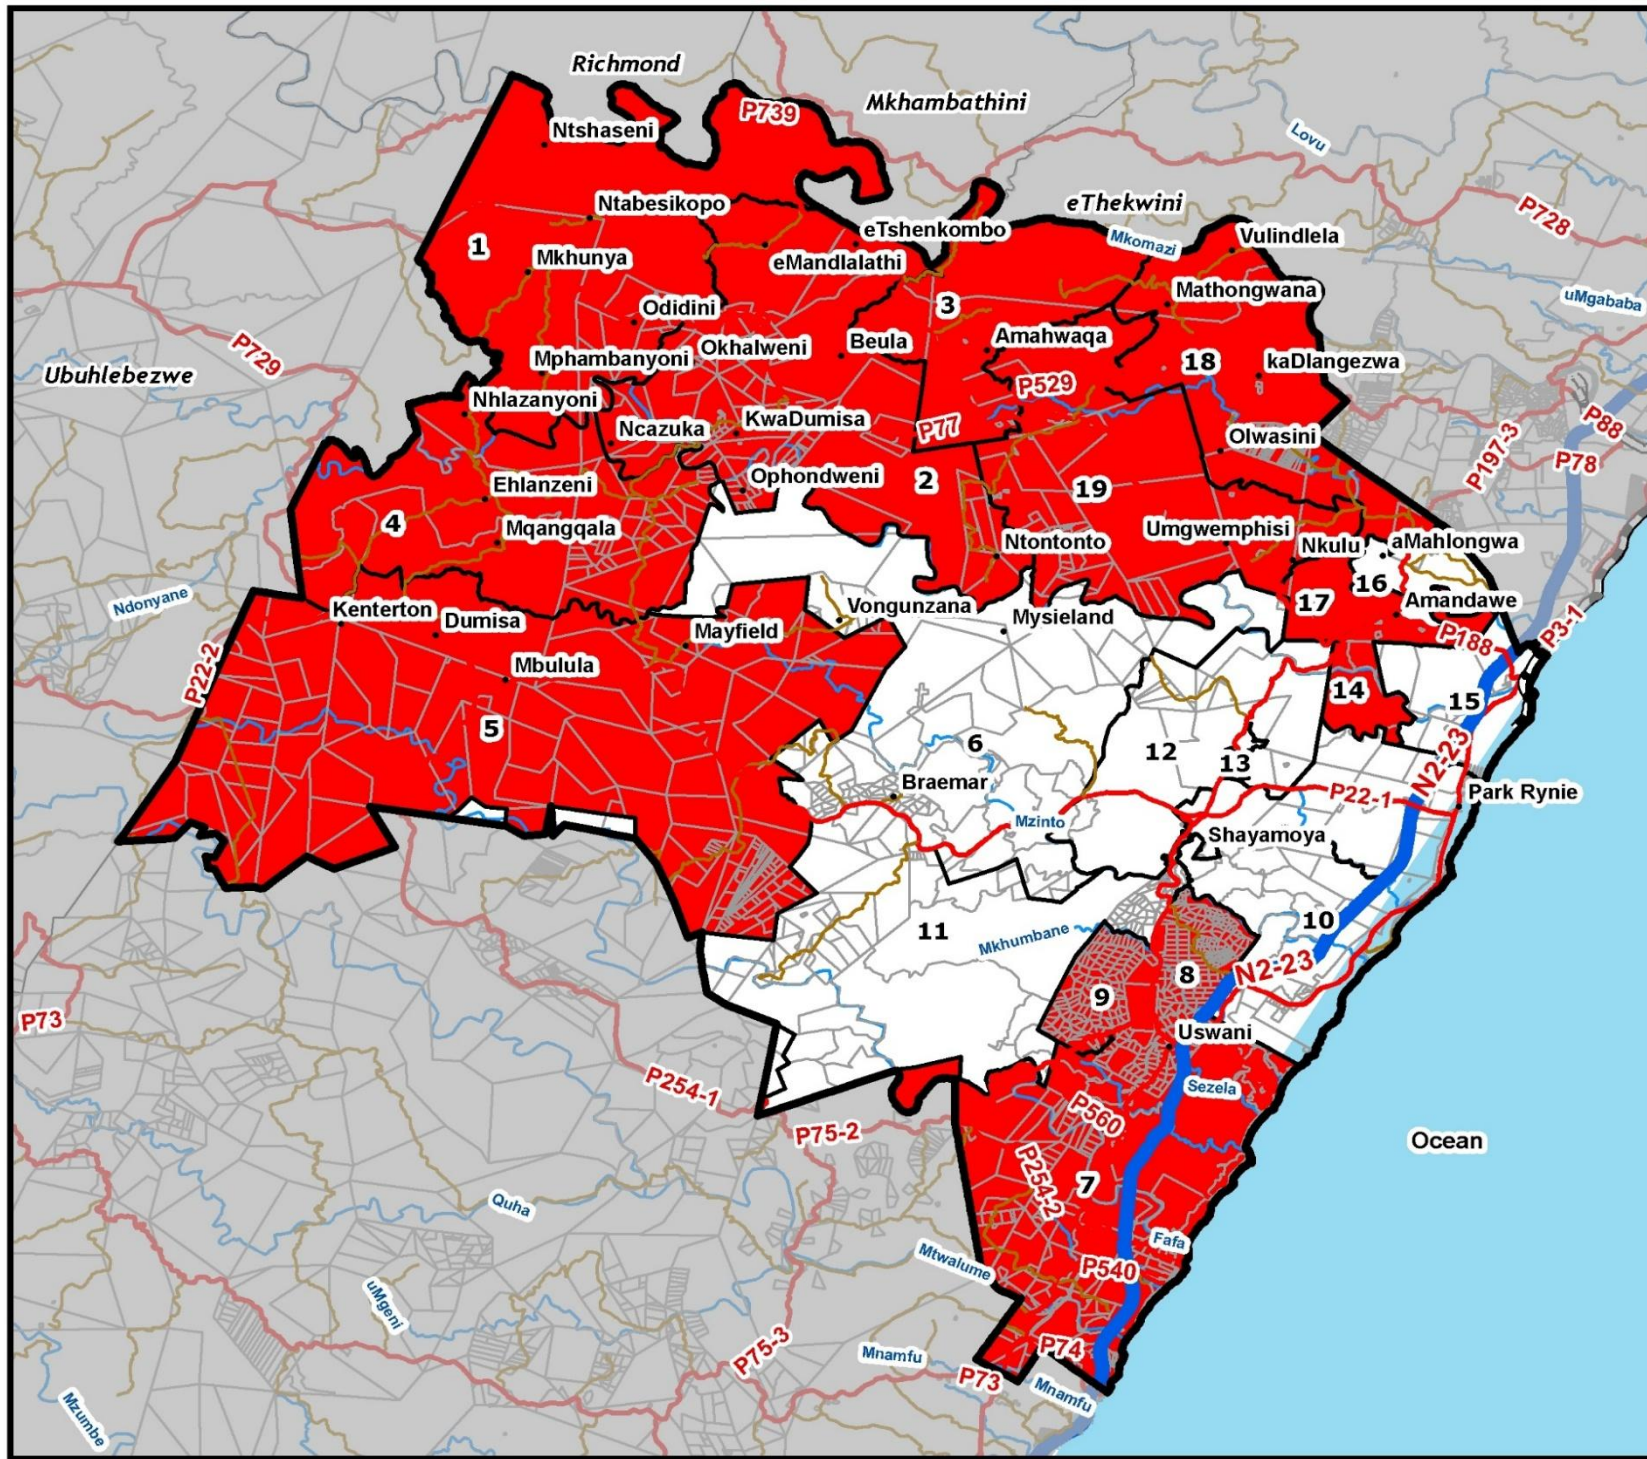 Richmond
Mkhambathini
P739
Ntshaseni
Lovu
eThekwini
P728
Ntabesikopo
eTshenkombo
Mkomazi
Vulindlela
1
Mkhunya
eMandlalathi
3
Mathongwana
uMgababa
Odidini
P729
Ubuhlebezwe
Mphambanyoni
Okhalweni
Beula
Amahwaqa
18
kaDlangezwa
Nhlazanyoni
P529
P88
Ncazuka
KwaDumisa
P77
Olwasini
P197-3
P78
Ehlanzeni
Ophondweni
2
19
4
Mqangqala
Ntontonto
Umgwemphisi
Nkulu
aMahlongwa
16
Ndonyane
Kenterton
Dumisa
Vongunzana
Mysieland
17
Amandawe
Mayfield
P188
P3-1
P22-2
Mbulula
14
15
5
6
12
13
N2-23
Braemar
P22-1
Park Rynie
Mzinto
Shayamoya
11
Mkhumbane
10
8
N2-23
9
P73
Uswani
P254-1
Sezela
P560
P75-2
Ocean
P254-2
7
Quha
Fafa
Mtwalume
P540
uMgeni
P75-3
Mnamfu
P74
P73
Mnamfu
Mzumbe